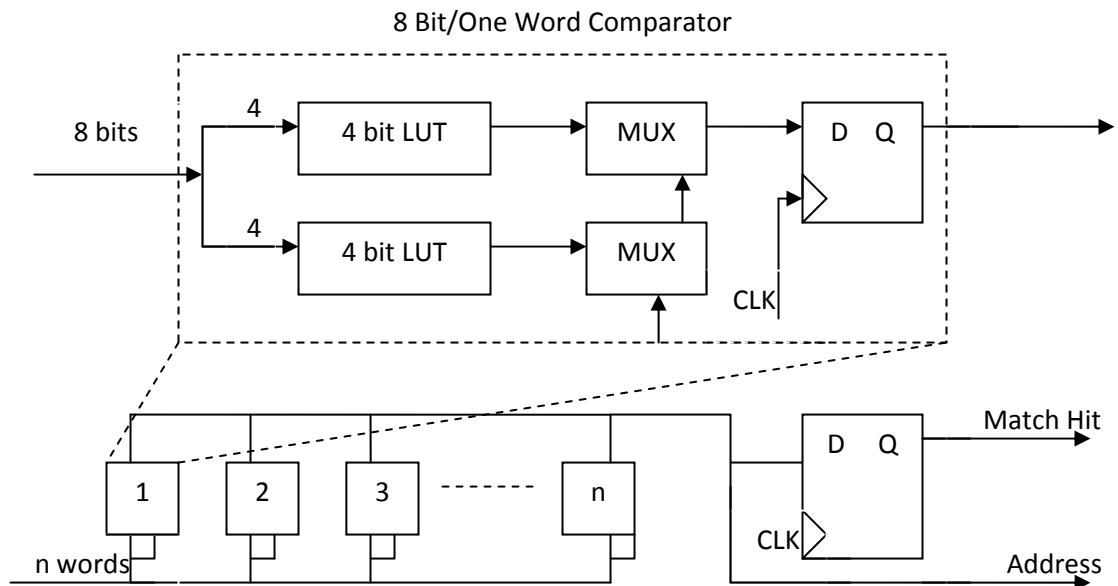 8 Bit/One Word Comparator
8 bits
4
4 bit LUT
MUX
D Q
4
4 bit LUT
MUX
CLK
Match Hit
D Q
1
2
3
n
CLK
n words
Address